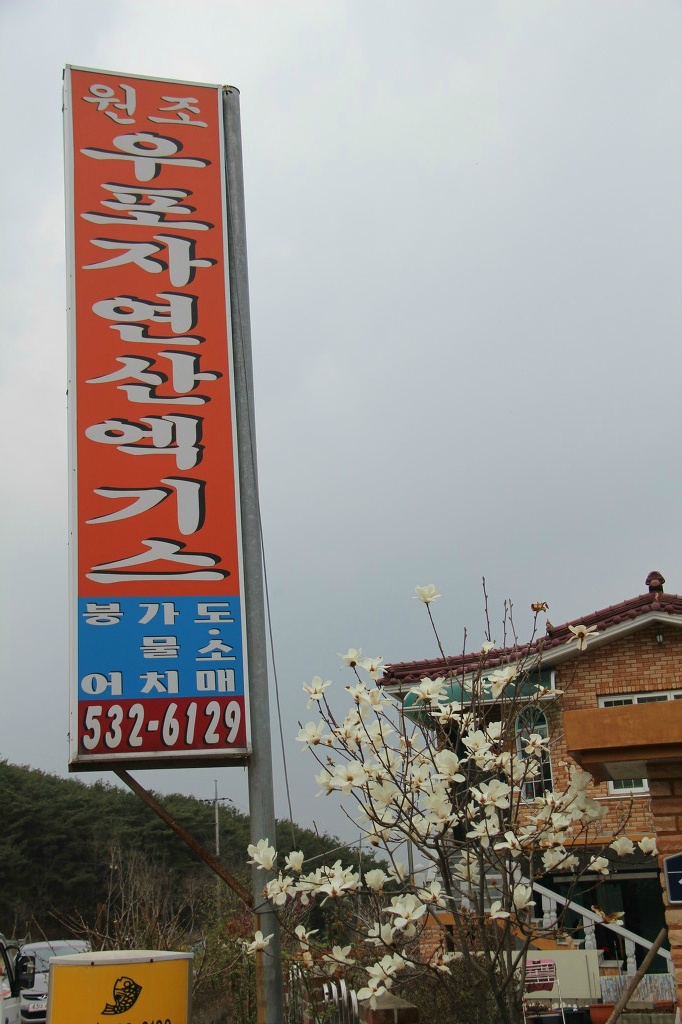 원조
우포자연산엑기스
붕어
가물치
도·소매
532-6129